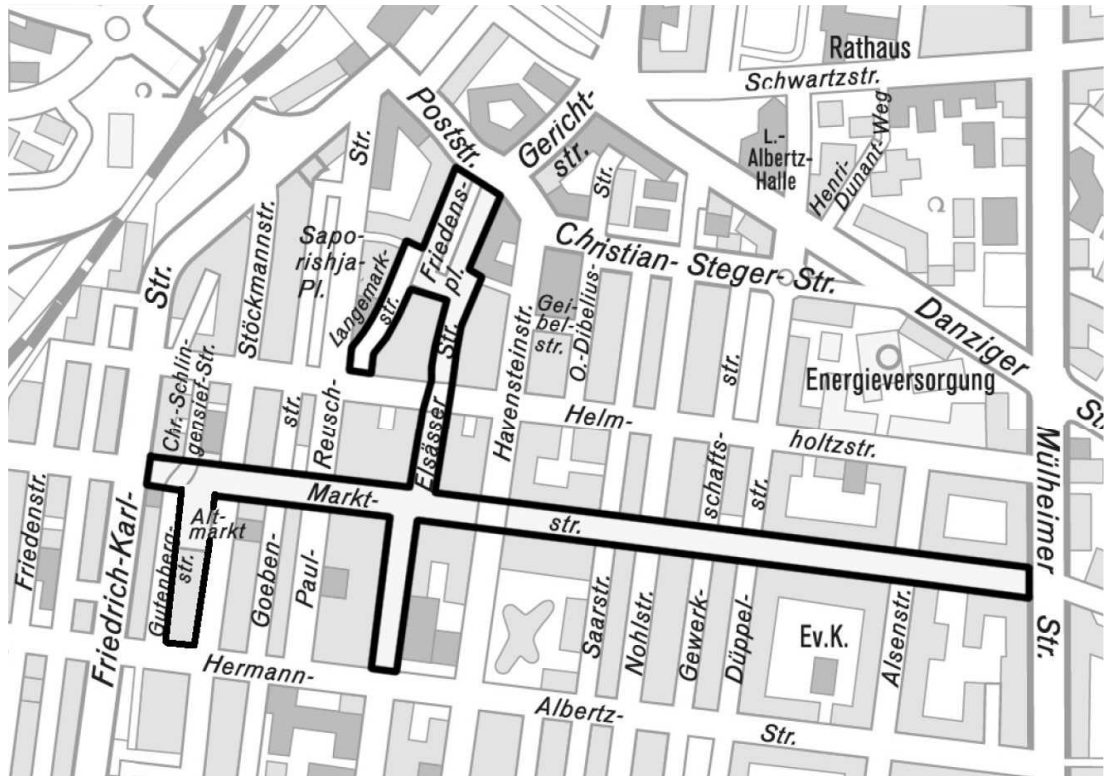 Rathaus
Schwartzstr.
Poststr.
Gericht-
str.
L.-
Albertz-
Halle
Henri-
Dunant-Weg
Str.
Str.
Friedens-
pl.
Christian- Steger- Str.
Danziger
Sapo-
rishja-
Pl.
Langemark-
str.
Str.
Stöckmannstr.
Str.
Havensteinstr.
Gei-
bel-
str.
O.-Dibelius-
str.
Energieversorgung
Chr.-Schlin-
gensief-Str.
str.
Reusch-
Elsässer
Helm-
holtzstr.
Str.
Mülheimer
Str.
Friedenstr.
Friedrich-Karl-
Markt-
str.
schafts-
str.
Alt-
markt
Gutenberg-
str.
Goeben-
Paul-
Saarstr.
Nohlstr.
Gewerk-
Düppel-
Ev.K.
Alsenstr.
Hermann-
Albertz-
Str.